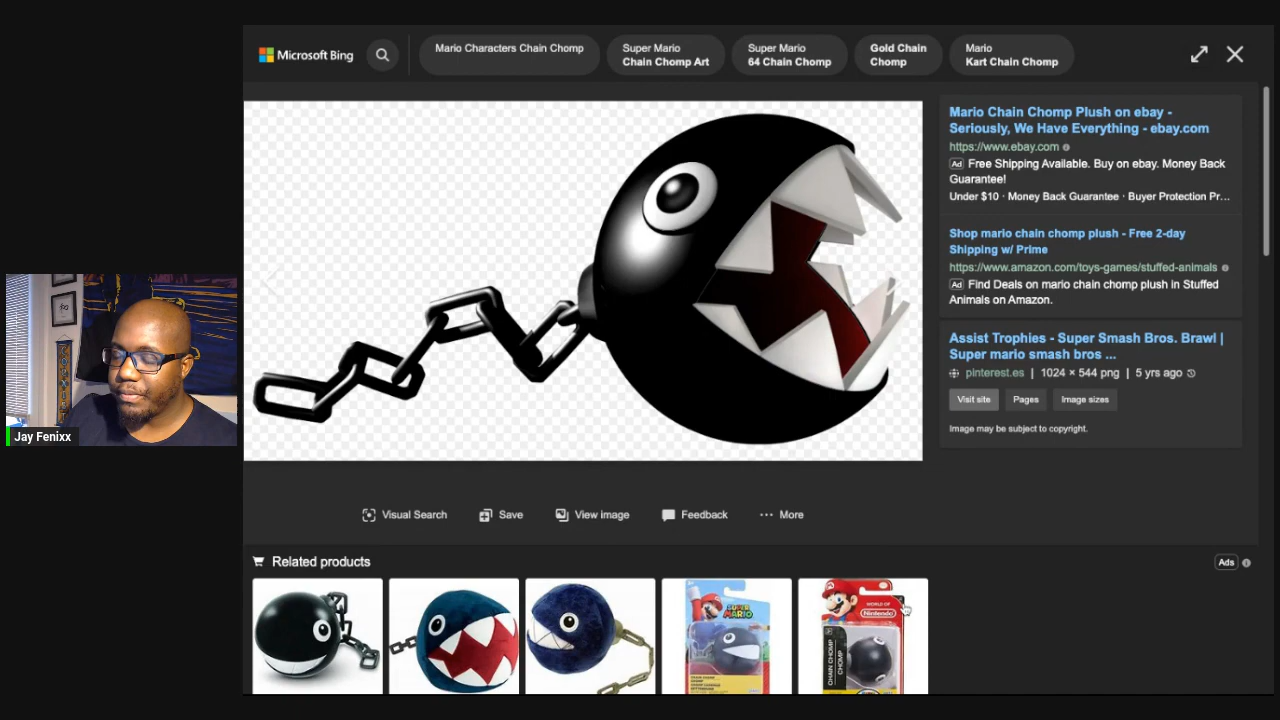 Microsoft Bing
Mario Characters Chain Chomp
Super Mario
Chain Chomp Art
Super Mario
64 Chain Chomp
Gold Chain
Chomp
Mario
Kart Chain Chomp
Mario Chain Chomp Plush on ebay -
Seriously, We Have Everything - ebay.com
https://www.ebay.com
Ad Free Shipping Available. Buy on ebay. Money Back
Guarantee!
Under $10 · Money Back Guarantee · Buyer Protection Pr...
Shop mario chain chomp plush - Free 2-day
Shipping w/ Prime
https://www.amazon.com/toys-games/stuffed-animals
Ad Find Deals on mario chain chomp plush in Stuffed
Animals on Amazon.
Assist Trophies - Super Smash Bros. Brawl |
Super mario smash bros ...
pinterest.es | 1024 × 544 png | 5 yrs ago
Visit site
Pages
Image sizes
Image may be subject to copyright.
Jay Fenixx
Visual Search
Save
View image
Feedback
··· More
Related products
Ads
SUPER
MARIO
WORLD OF
Nintendo
CHAIN CHOMP
CHOMP